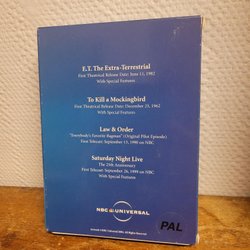 E.T. The Extra-Terrestrial
First Theatrical Release Date: June 11, 1982
With Special Features
To Kill a Mockingbird
First Theatrical Release Date: December 25, 1962
With Special Features
Law & Order
"Everybody's Favorite Bagman" (Original Pilot Episode)
First Telecast: September 13, 1990 on NBC
Saturday Night Live
The 25th Anniversary
First Telecast: September 26, 1999 on NBC
With Special Features
NBC UNIVERSAL
All Rights Reserved.
PAL